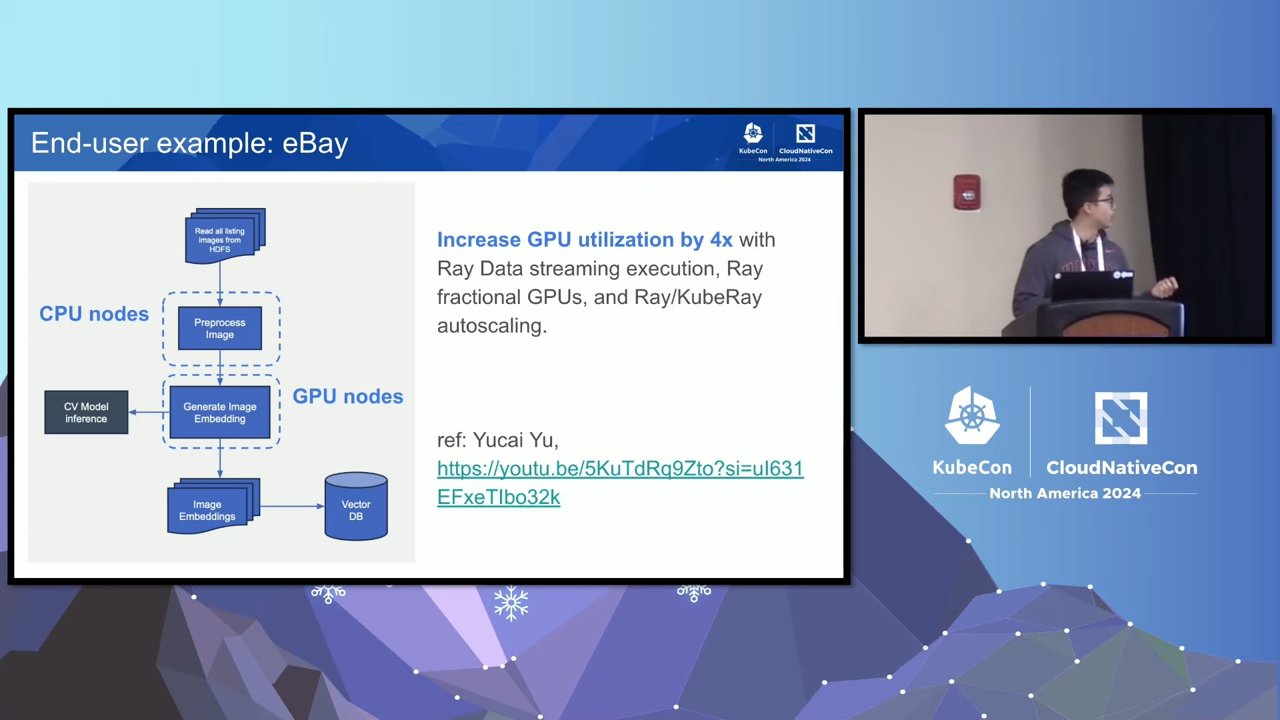 End-user example: eBay
KubeCon
CloudNativeCon
North America 2024
Read all listing
images from
HDFS
CPU nodes
Preprocess
Image
GPU nodes
CV Model
inference
Generate Image
Embedding
Image
Embeddings
Vector
DB
Increase GPU utilization by 4x with
Ray Data streaming execution, Ray
fractional GPUs, and Ray/KubeRay
autoscaling.
ref: Yucai Yu,
https://youtu.be/5KuTdRq9Zto?si=uI631
EFxeTIbo32k
KubeCon
CloudNativeCon
North America 2024